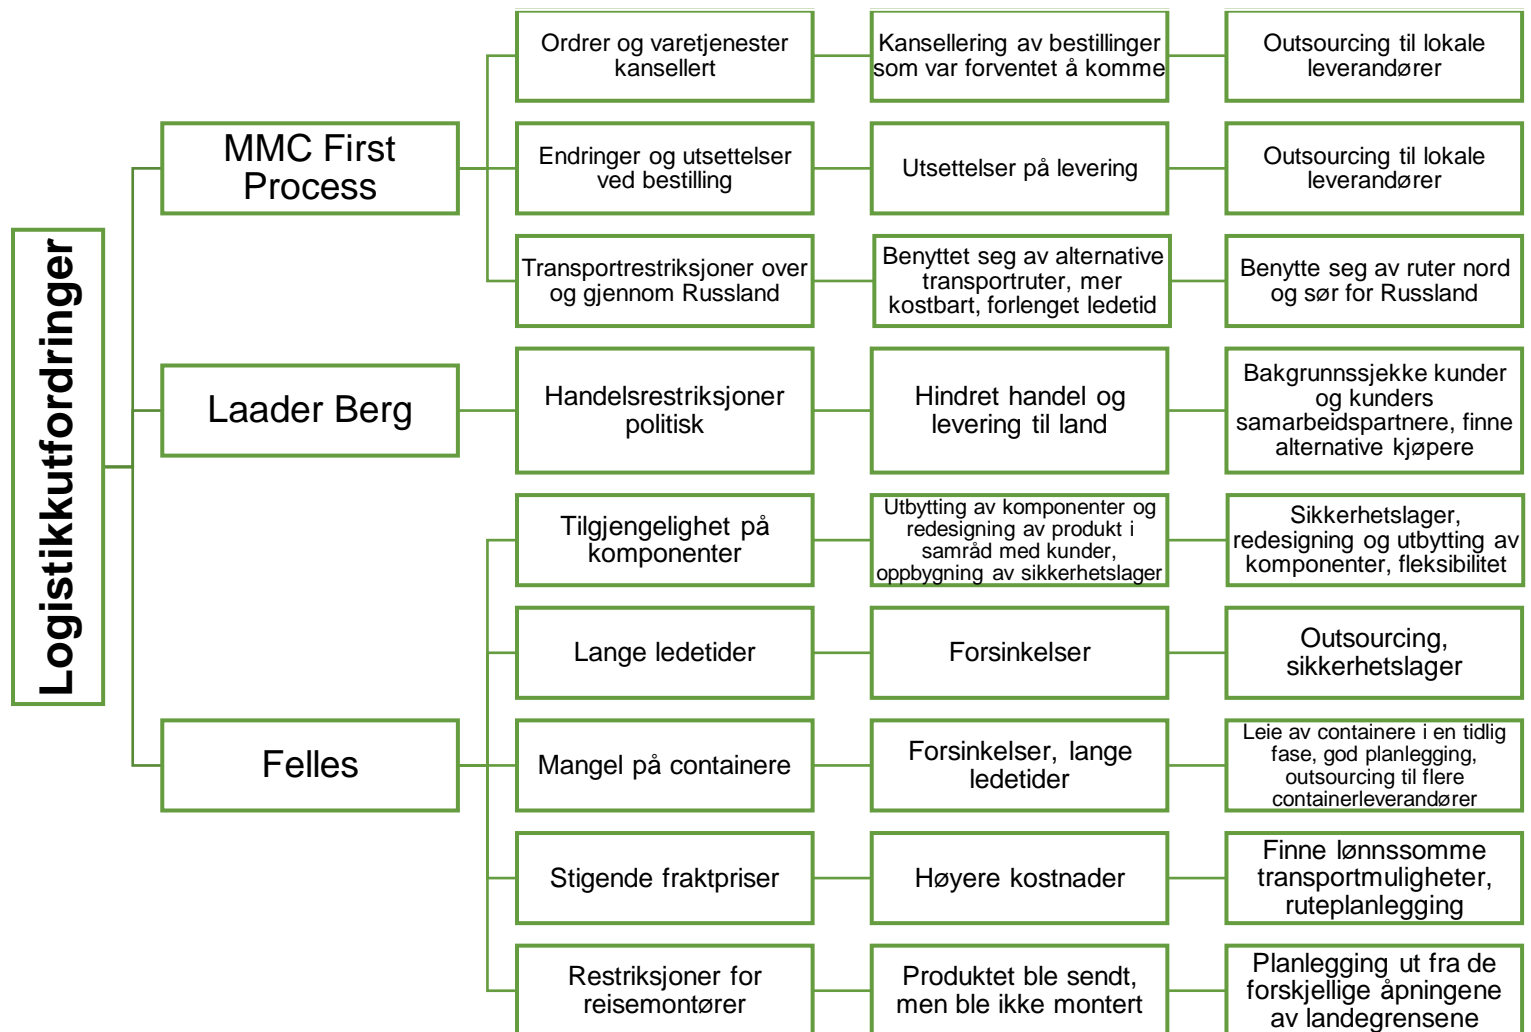 Logistikkutfordringer
MMC First
Process
Ordrer og varetjenester
kansellert
Kansellering av bestillinger
som var forventet å komme
Outsourcing til lokale
leverandører
Endringer og utsettelser
ved bestilling
Utsettelser på levering
Outsourcing til lokale
leverandører
Transportrestriksjoner over
og gjennom Russland
Benyttet seg av alternative
transportruter, mer
kostbart, forlenget ledetid
Benytte seg av ruter nord
og sør for Russland
Laader Berg
Handelsrestriksjoner
politisk
Hindret handel og
levering til land
Bakgrunnssjekke kunder
og kunders
samarbeidspartnere, finne
alternative kjøpere
Felles
Tilgjengelighet på
komponenter
Utbytting av komponenter og
redesigning av produkt i
samråd med kunder,
oppbygning av sikkerhetslager
Sikkerhetslager,
redesigning og utbytting av
komponenter, fleksibilitet
Lange ledetider
Forsinkelser
Outsourcing,
sikkerhetslager
Mangel på containere
Forsinkelser, lange
ledetider
Leie av containere i en tidlig
fase, god planlegging,
outsourcing til flere
containerleverandører
Stigende fraktpriser
Høyere kostnader
Finne lønnssomme
transportmuligheter,
ruteplanlegging
Restriksjoner for
reisemontører
Produktet ble sendt,
men ble ikke montert
Planlegging ut fra de
forskjellige åpningene
av landegrensene